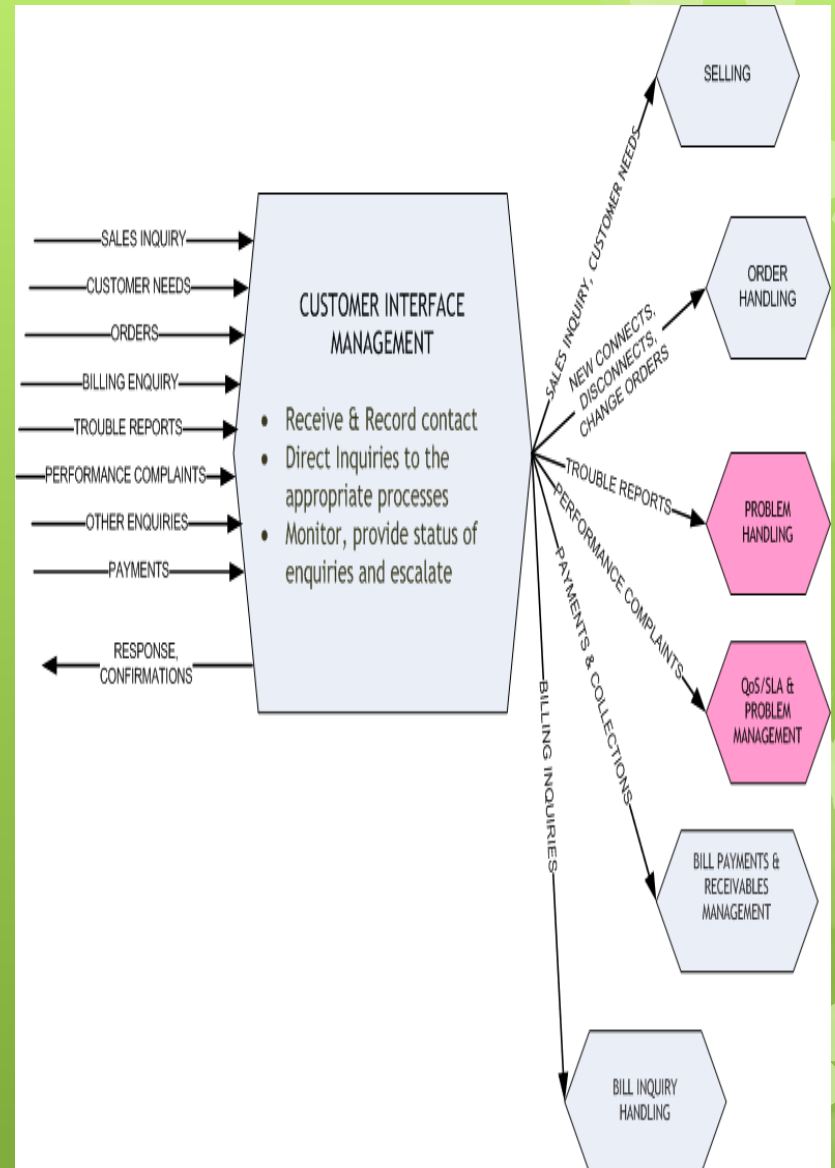 SALES INQUIRY
CUSTOMER NEEDS
ORDERS
BILLING ENQUIRY
TROUBLE REPORTS
PERFORMANCE COMPLAINTS
OTHER ENQUIRIES
PAYMENTS
RESPONSE,
CONFIRMATIONS
CUSTOMER INTERFACE
MANAGEMENT
• Receive & Record contact
• Direct Inquiries to the
appropriate processes
• Monitor, provide status of
enquiries and escalate
SALES INQUIRY, CUSTOMER NEEDS
NEW CONNECTS,
DISCONNECTS,
CHANGE ORDERS
TROUBLE REPORTS
PERFORMANCE COMPLAINTS
PAYMENTS & COLLECTIONS
BILLING INQUIRIES
SELLING
ORDER
HANDLING
PROBLEM
HANDLING
QoS/SLA &
PROBLEM
MANAGEMENT
BILL PAYMENTS &
RECEIVABLES
MANAGEMENT
BILL INQUIRY
HANDLING